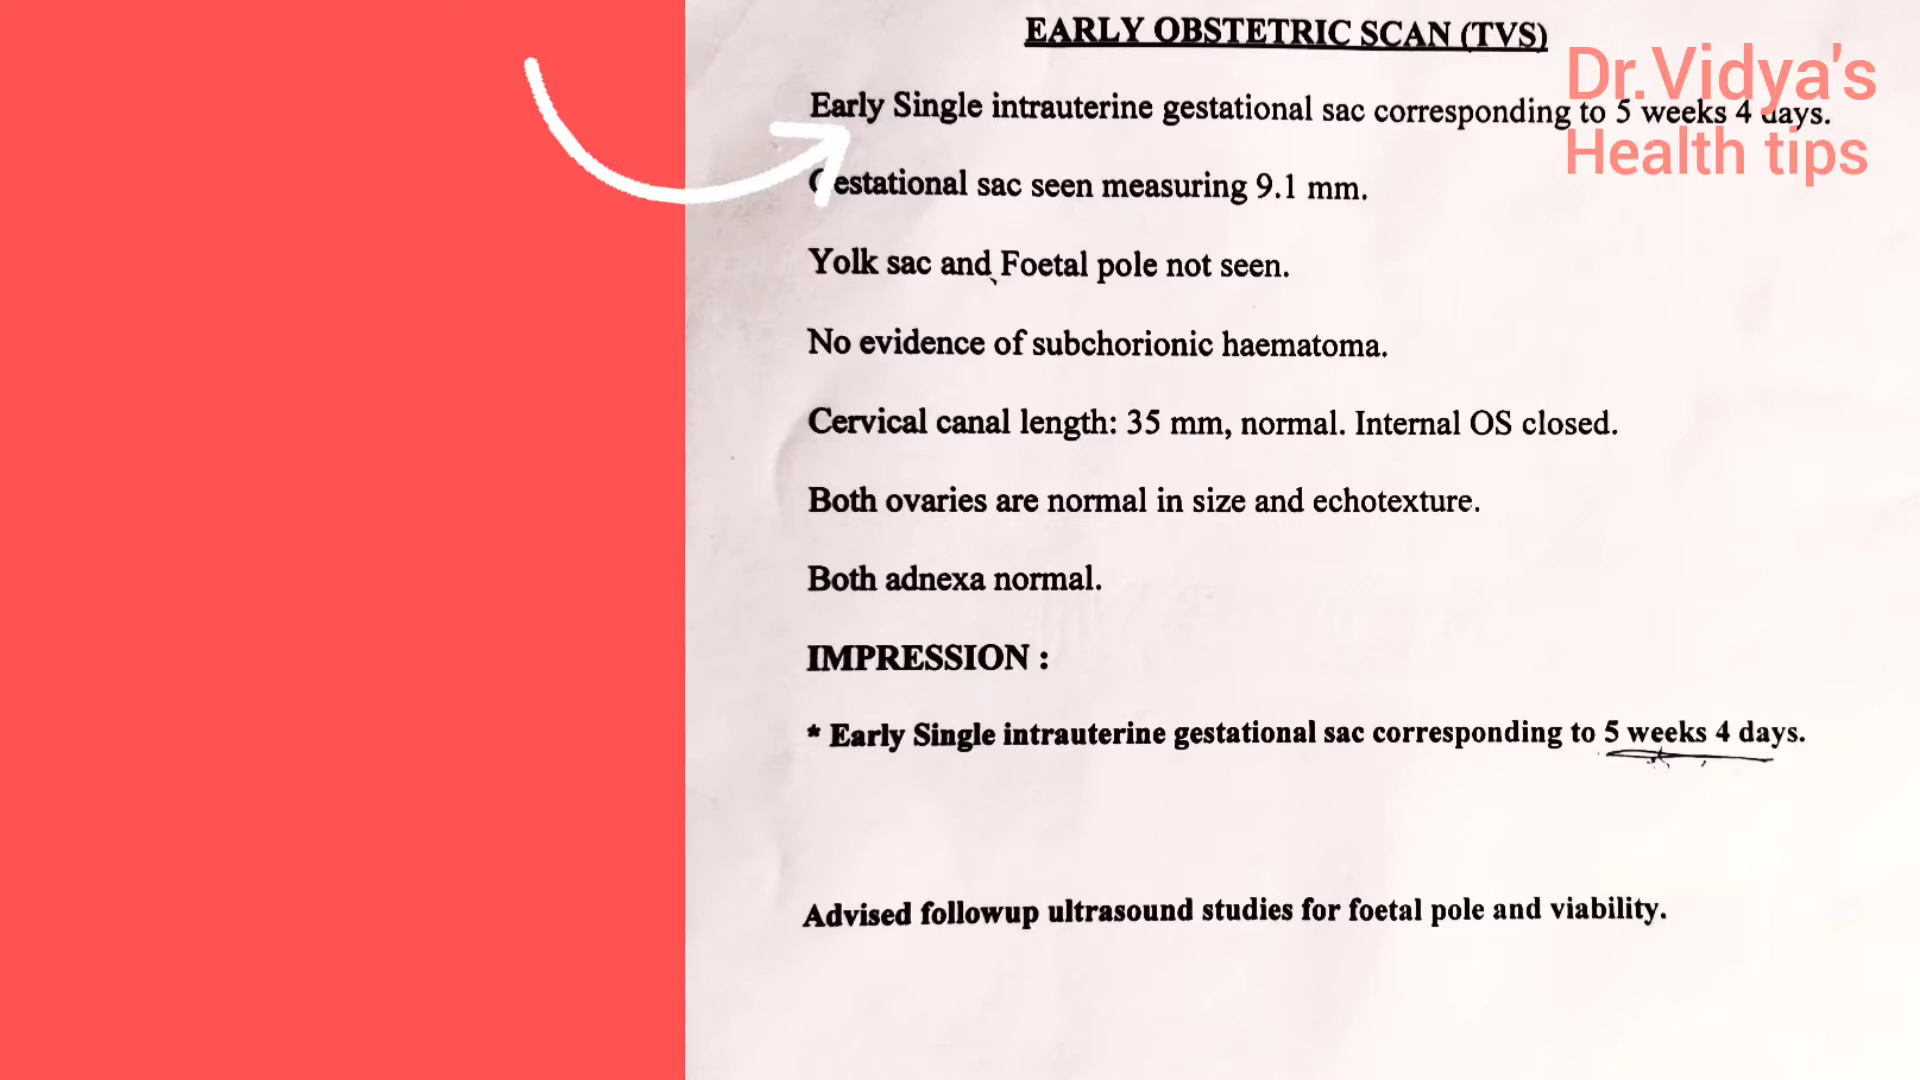 EARLY OBSTETRIC SCAN (TVS)
Dr.Vidya's
Health tips
Early Single intrauterine gestational sac corresponding to 5 weeks 4 days.
Gestational sac seen measuring 9.1 mm.
Yolk sac and Foetal pole not seen.
No evidence of subchorionic haematoma.
Cervical canal length: 35 mm, normal. Internal OS closed.
Both ovaries are normal in size and echotexture.
Both adnexa normal.
IMPRESSION :
* Early Single intrauterine gestational sac corresponding to 5 weeks 4 days.
Advised followup ultrasound studies for foetal pole and viability.